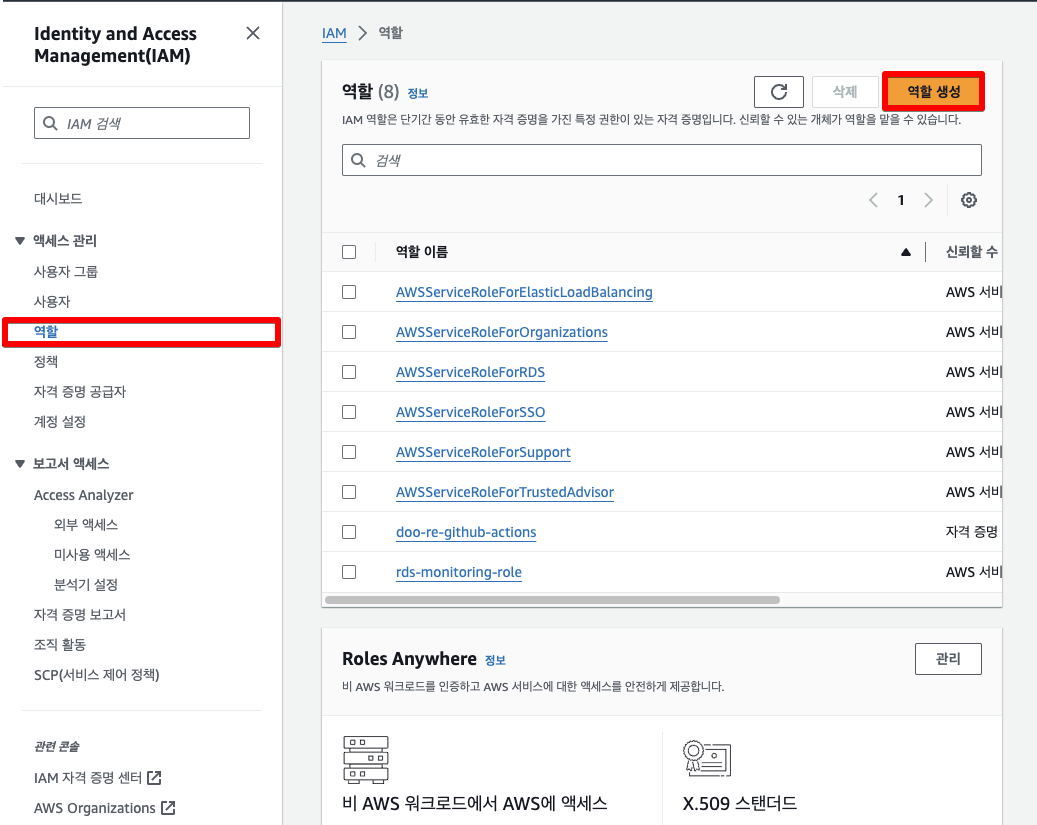 Identity and Access
Management(IAM)
IAM 검색
대시보드
액세스 관리
사용자 그룹
사용자
역할
정책
자격 증명 공급자
계정 설정
보고서 액세스
Access Analyzer
외부 액세스
미사용 액세스
분석기 설정
자격 증명 보고서
조직 활동
SCP(서비스 제어 정책)
관련 콘솔
IAM 자격 증명 센터
AWS Organizations
IAM > 역할
역할 (8) 정보
삭제
역할 생성
IAM 역할은 단기간 동안 유효한 자격 증명을 가진 특정 권한이 있는 자격 증명입니다. 신뢰할 수 있는 개체가 역할을 맡을 수 있습니다.
검색
1
역할 이름 신뢰할 수
AWSServiceRoleForElasticLoadBalancing AWS 서비
AWSServiceRoleForOrganizations AWS 서비
AWSServiceRoleForRDS AWS 서비
AWSServiceRoleForSSO AWS 서비
AWSServiceRoleForSupport AWS 서비
AWSServiceRoleForTrustedAdvisor AWS 서비
doo-re-github-actions 자격 증명
rds-monitoring-role AWS 서비
Roles Anywhere 정보
관리
비 AWS 워크로드를 인증하고 AWS 서비스에 대한 액세스를 안전하게 제공합니다.
비 AWS 워크로드에서 AWS에 액세스
X.509 스탠더드